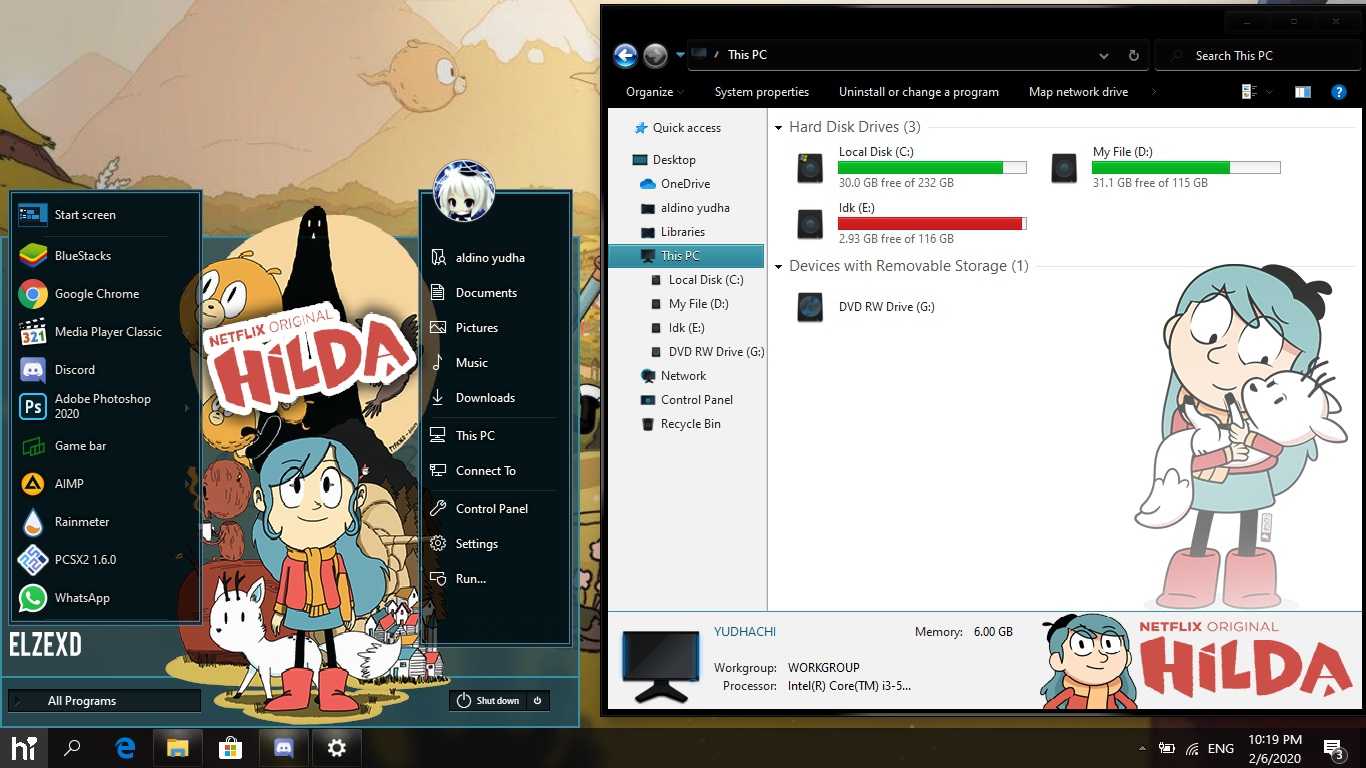 Start screen
BlueStacks
Google Chrome
Media Player Classic
321
Discord
Ps
Adobe Photoshop
2020
Game bar
AIMP
Rainmeter
PCSX2 1.6.0
WhatsApp
ELZEXD
All Programs
NETFLIX ORIGINAL
HiLDA
aldino yudha
Documents
Pictures
Music
Downloads
This PC
Connect To
Control Panel
Settings
Run...
Shut down
This PC
Search This PC
Organize
System properties
Uninstall or change a program
Map network drive
?
Quick access
Desktop
OneDrive
aldino yudha
Libraries
This PC
Local Disk (C:)
My File (D:)
Idk (E:)
DVD RW Drive (G:)
Network
Control Panel
Recycle Bin
Hard Disk Drives (3)
Local Disk (C:)
30.0 GB free of 232 GB
My File (D:)
31.1 GB free of 115 GB
Idk (E:)
2.93 GB free of 116 GB
Devices with Removable Storage (1)
DVD RW Drive (G:)
YUDHACHI
Memory: 6.00 GB
Workgroup: WORKGROUP
Processor: Intel(R) Core(TM) i3-5...
NETFLIX ORIGINAL
HiLDA
hi
ENG
10:19 PM
2/6/2020
3